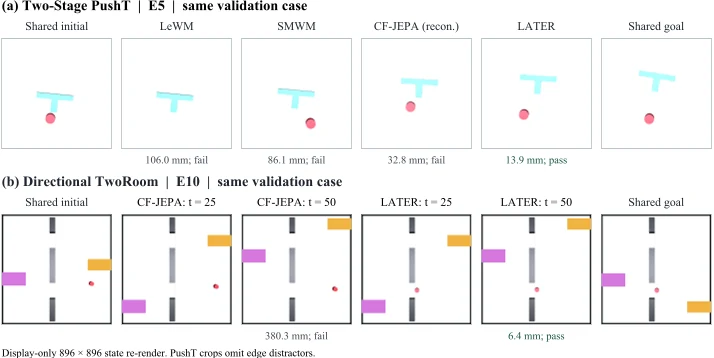 (a) Two-Stage PushT | E5 | same validation case
Shared initial LeWM SMWM CF-JEPA (recon.) LATER Shared goal
106.0 mm; fail 86.1 mm; fail 32.8 mm; fail 13.9 mm; pass
(b) Directional TwoRoom | E10 | same validation case
Shared initial CF-JEPA: t = 25 CF-JEPA: t = 50 LATER: t = 25 LATER: t = 50 Shared goal
380.3 mm; fail 6.4 mm; pass
Display-only 896 × 896 state re-render. PushT crops omit edge distractors.